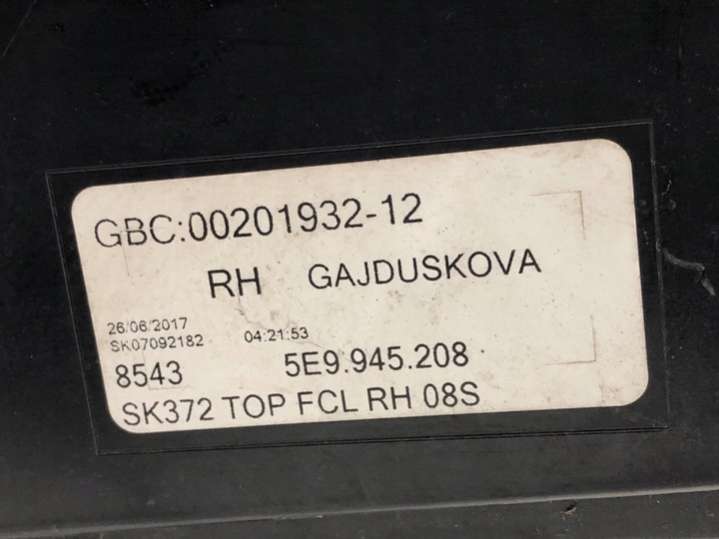 GBC:00201932-12
RH GAJDUSKOVA
26/06/2017
SK07092182 04:21:53
8543 5E9.945.208
SK372 TOP FCL RH 08S